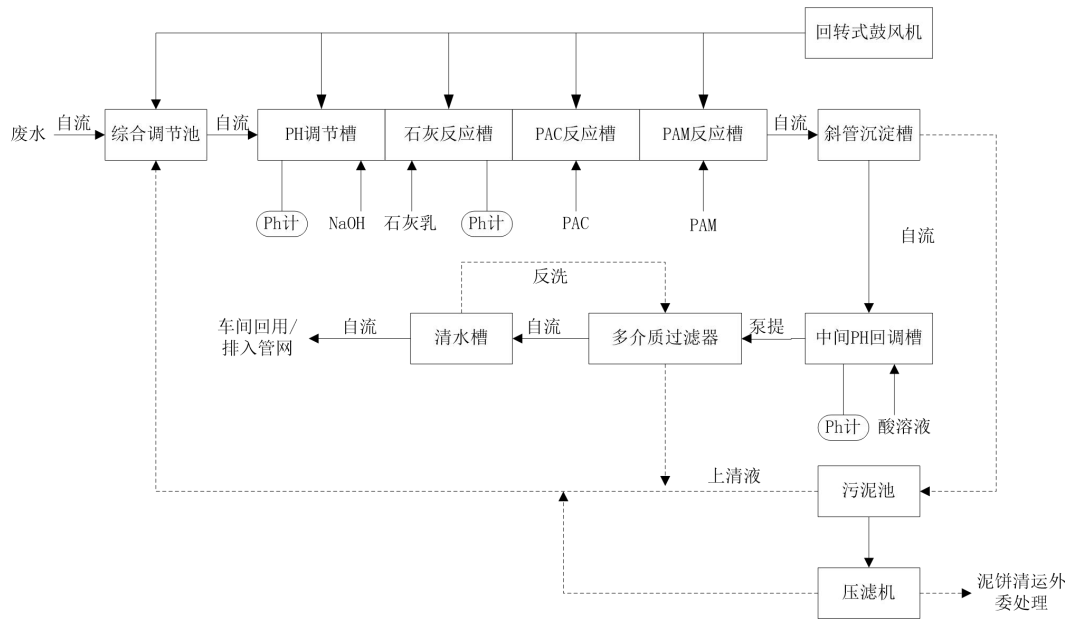 回转式鼓风机
废水
自流
综合调节池
自流
PH调节槽
石灰反应槽
PAC反应槽
PAM反应槽
自流
斜管沉淀槽
Ph计
NaOH
石灰乳
Ph计
PAC
PAM
自流
反洗
车间回用/
排入管网
自流
清水槽
自流
多介质过滤器
泵提
中间PH回调槽
Ph计
酸溶液
上清液
污泥池
压滤机
泥饼清运外
委处理